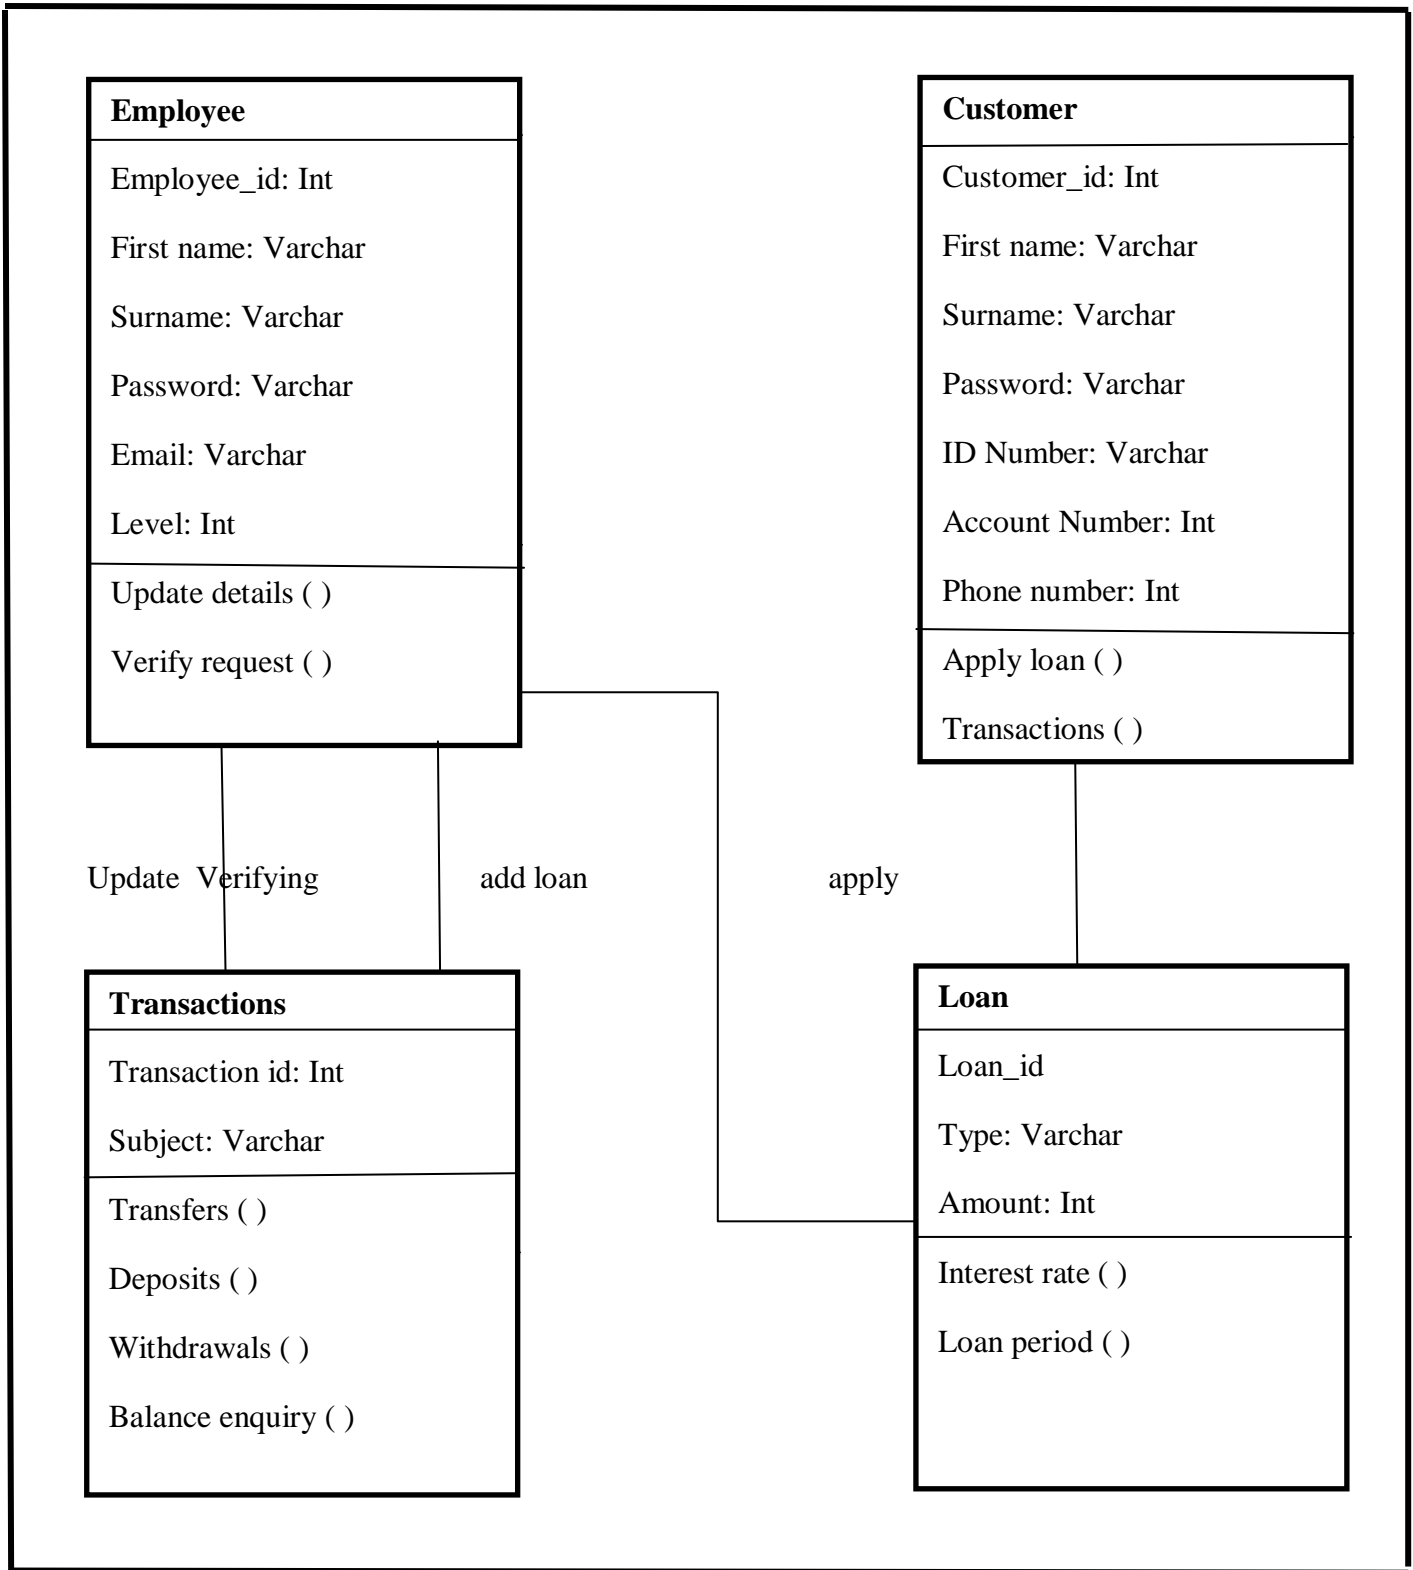 Employee
Employee_id: Int
First name: Varchar
Surname: Varchar
Password: Varchar
Email: Varchar
Level: Int
Update details ( )
Verify request ( )
Customer
Customer_id: Int
First name: Varchar
Surname: Varchar
Password: Varchar
ID Number: Varchar
Account Number: Int
Phone number: Int
Apply loan ( )
Transactions ( )
Update  Verifying
add loan
apply
Transactions
Transaction id: Int
Subject: Varchar
Transfers ( )
Deposits ( )
Withdrawals ( )
Balance enquiry ( )
Loan
Loan_id
Type: Varchar
Amount: Int
Interest rate ( )
Loan period ( )